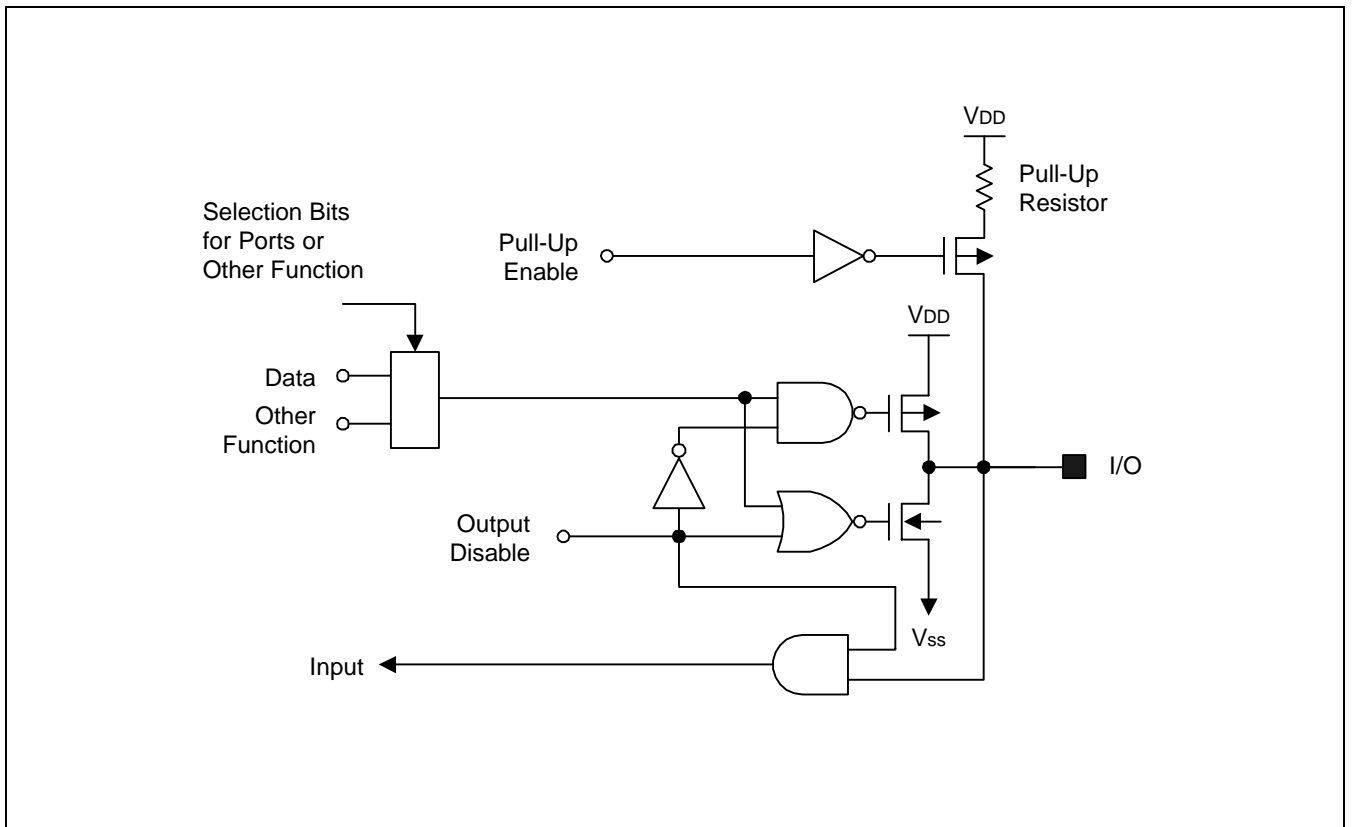 VDD
Pull-Up
Resistor
Selection Bits
for Ports or
Other Function
Pull-Up
Enable
VDD
Data
Other
Function
I/O
Output
Disable
Vss
Input